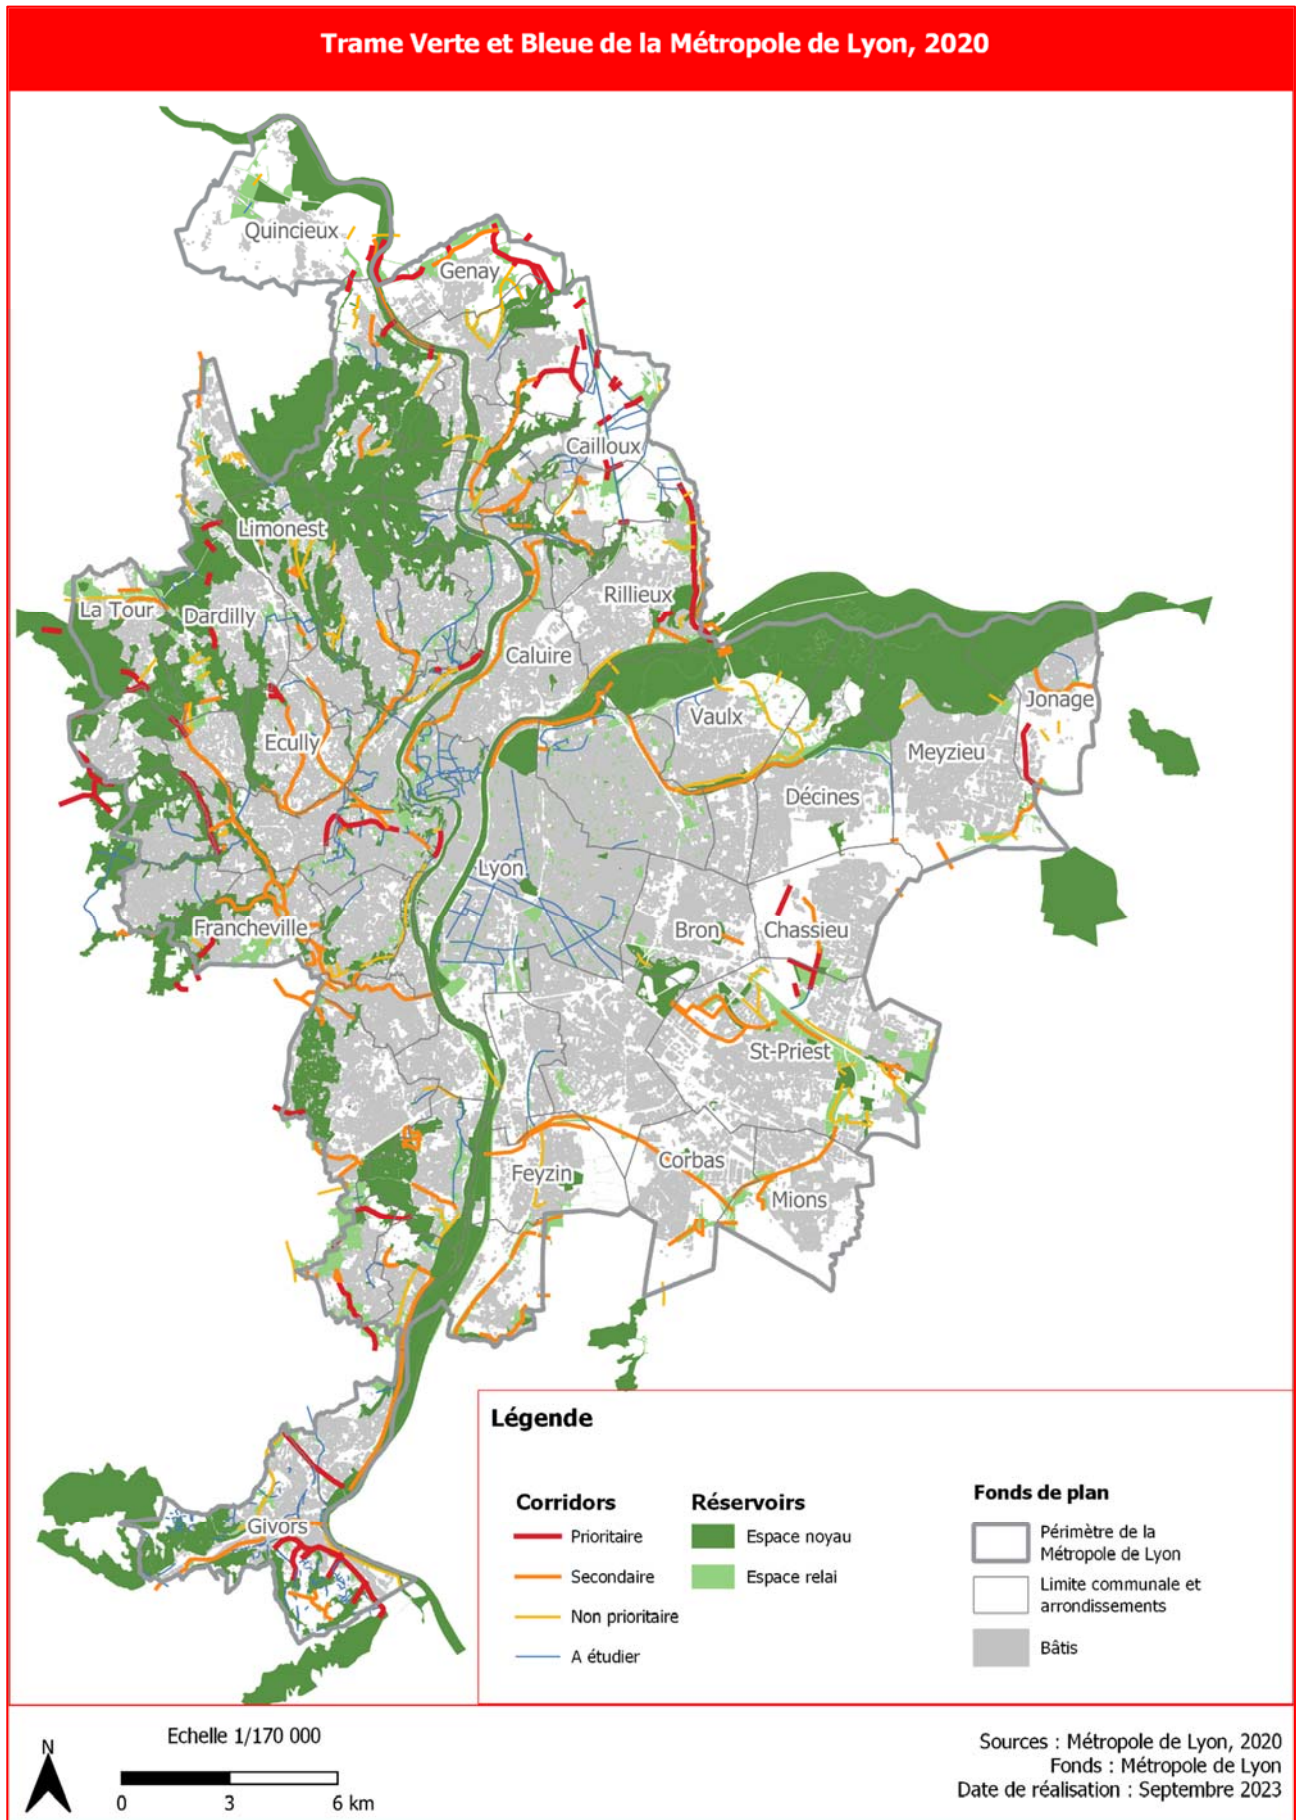 Trame Verte et Bleue de la Métropole de Lyon, 2020
Quincieux
Genay
Cailloux
Limonest
Rillieux
La Tour
Dardilly
Caluire
Jonage
Vaulx
Ecully
Meyzieu
Décines
Lyon
Francheville
Bron
Chassieu
St-Priest
Feyzin
Corbas
Mions
Givors
Légende
Corridors
Prioritaire
Secondaire
Non prioritaire
A étudier
Réservoirs
Espace noyau
Espace relai
Fonds de plan
Périmètre de la
Métropole de Lyon
Limite communale et
arrondissements
Bâtis
N
Echelle 1/170 000
0 3 6 km
Sources : Métropole de Lyon, 2020
Fonds : Métropole de Lyon
Date de réalisation : Septembre 2023